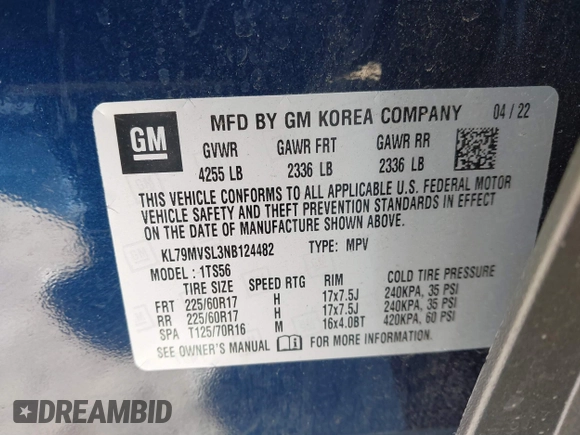 GM
MFD BY GM KOREA COMPANY 04 / 22
GVWR GAWR FRT GAWR RR
4255 LB 2336 LB 2336 LB
THIS VEHICLE CONFORMS TO ALL APPLICABLE U.S. FEDERAL MOTOR
VEHICLE SAFETY AND THEFT PREVENTION STANDARDS IN EFFECT
ON THE DATE OF MANUFACTURE SHOWN ABOVE.
KL79MVSL3NB124482 TYPE: MPV
MODEL: 1TS56
TIRE SIZE SPEED RTG RIM COLD TIRE PRESSURE
FRT 225/60R17 H 17x7.5J 240KPA, 35 PSI
RR 225/60R17 H 17x7.5J 240KPA, 35 PSI
SPA T125/70R16 M 16x4.0BT 420KPA, 60 PSI
SEE OWNER'S MANUAL FOR MORE INFORMATION.
DREAMBID